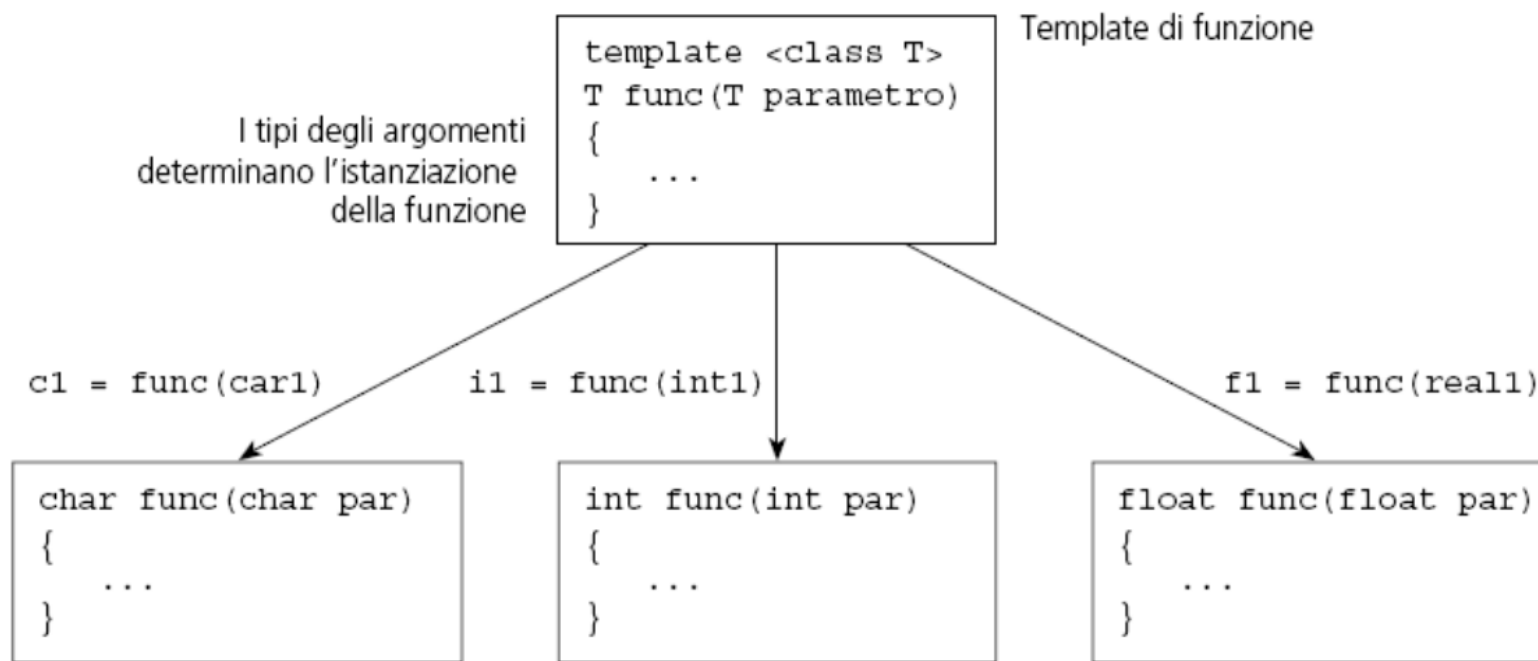 Template di funzione
template <class T>
T func(T parametro)
{
...
}
I tipi degli argomenti
determinano l'istanziazione
della funzione
c1 = func(car1)
i1 = func(int1)
f1 = func(real1)
char func(char par)
{
...
}
int func(int par)
{
...
}
float func(float par)
{
...
}